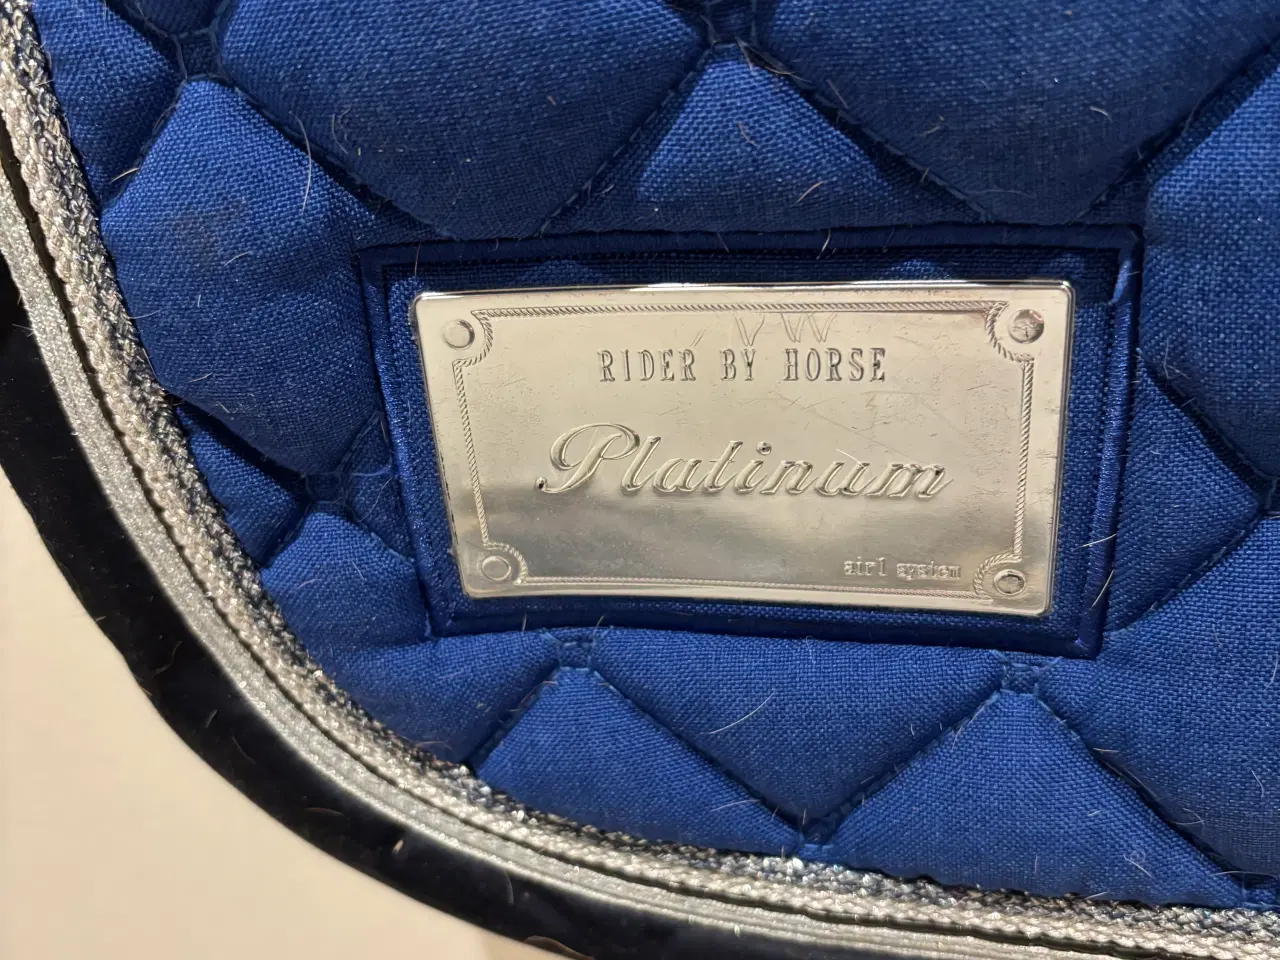 RIDER BY HORSE
Platinum
air1 system